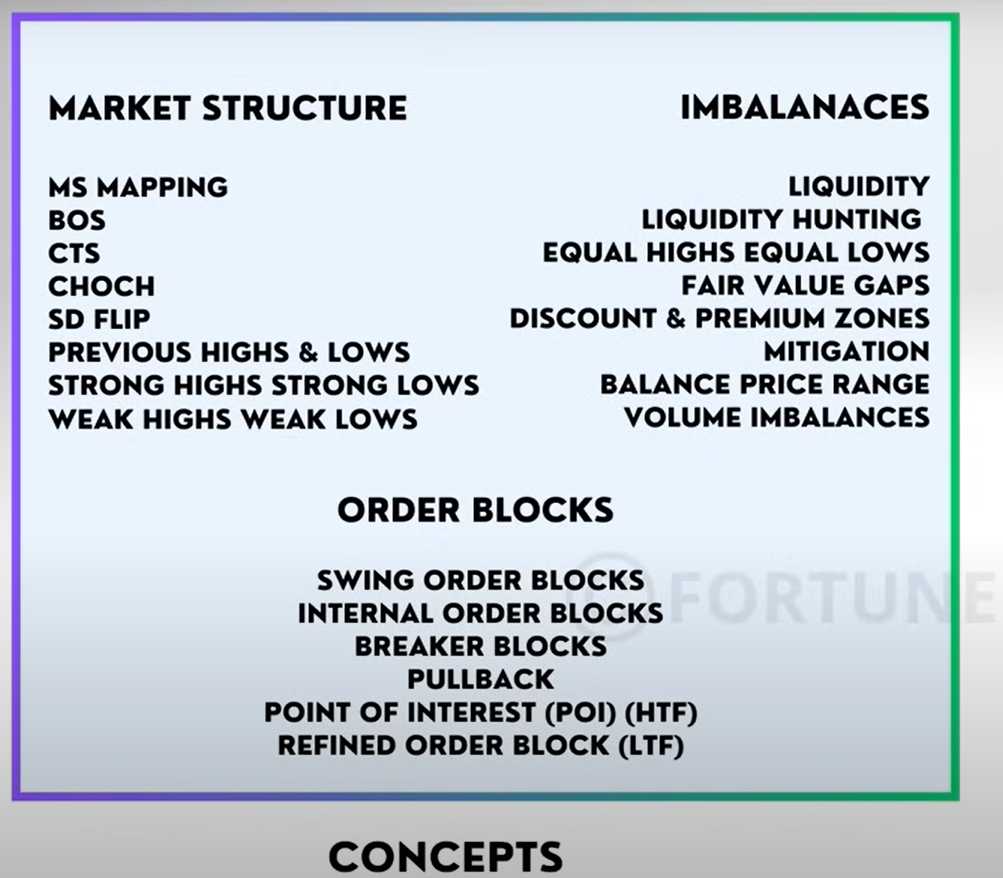 MARKET STRUCTURE
MS MAPPING
BOS
CTS
CHOCH
SD FLIP
PREVIOUS HIGHS & LOWS
STRONG HIGHS STRONG LOWS
WEAK HIGHS WEAK LOWS
IMBALANACES
LIQUIDITY
LIQUIDITY HUNTING
EQUAL HIGHS EQUAL LOWS
FAIR VALUE GAPS
DISCOUNT & PREMIUM ZONES
MITIGATION
BALANCE PRICE RANGE
VOLUME IMBALANCES
ORDER BLOCKS
SWING ORDER BLOCKS
INTERNAL ORDER BLOCKS
BREAKER BLOCKS
PULLBACK
POINT OF INTEREST (POI) (HTF)
REFINED ORDER BLOCK (LTF)
© FORTUNE
CONCEPTS